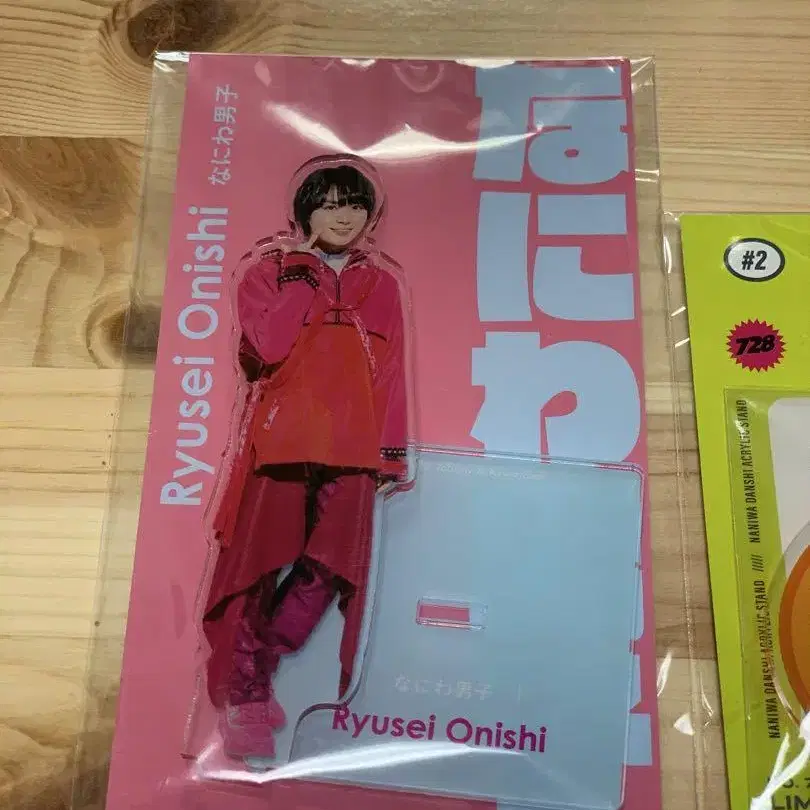 なにわ
Ryusei Onishi なにわ男子
なにわ男子
Ryusei Onishi
#2
728
NANIWA DANSHI ACRYLIC STAND ///// NANIWA DANSHI ACRYLIC STAND